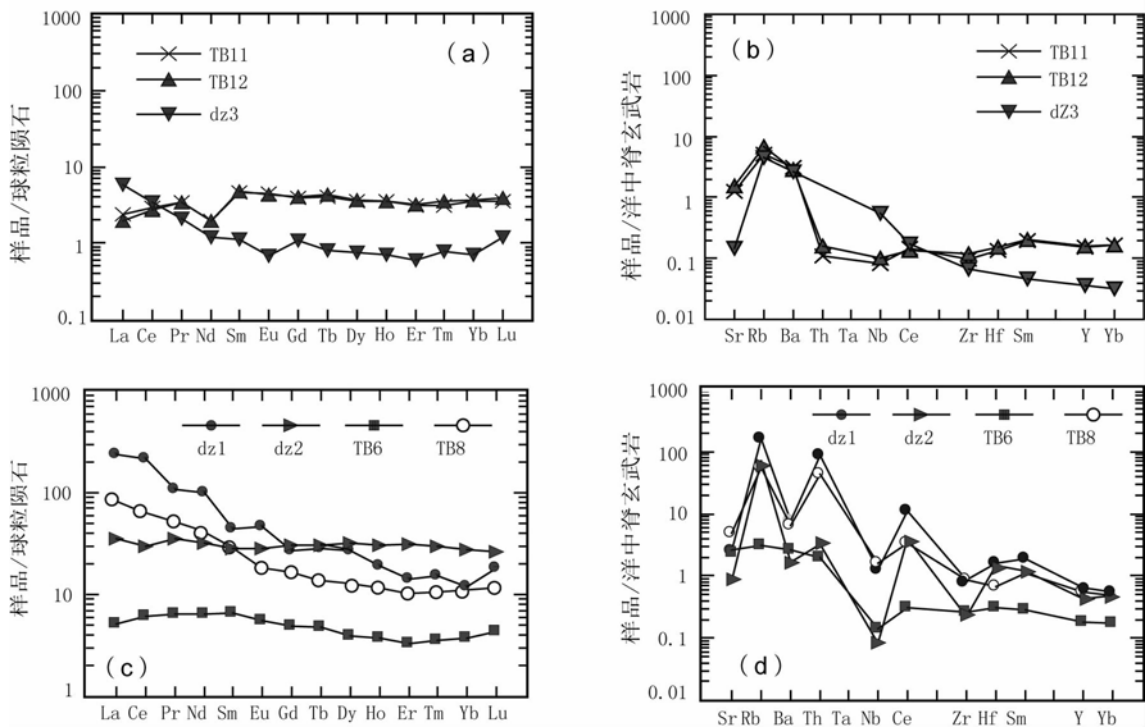 1000
100
10
1
0.1
样品/球粒陨石
TB11
TB12
dz3
(a)
La Ce Pr Nd Sm Eu Gd Tb Dy Ho Er Tm Yb Lu
1000
100
10
1
0.1
0.01
样品/洋中脊玄武岩
(b)
TB11
TB12
dZ3
Sr Rb Ba Th Ta Nb Ce Zr Hf Sm Y Yb
1000
100
10
1
样品/球粒陨石
dz1 dz2 TB6 TB8
(c)
La Ce Pr Nd Sm Eu Gd Tb Dy Ho Er Tm Yb Lu
1000
100
10
1
0.1
0.01
样品/洋中脊玄武岩
dz1 dz2 TB6 TB8
(d)
Sr Rb Ba Th Ta Nb Ce Zr Hf Sm Y Yb